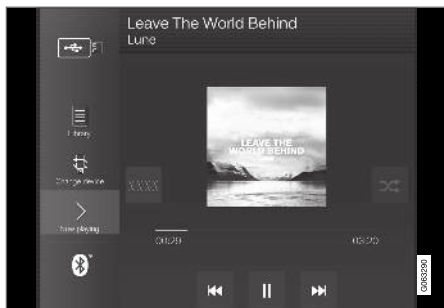 Leave The World Behind
Lune
LEAVE THE
WORLD BEHIND
Library
XXXX
Change device
Now playing
00:29
03:20
G063290